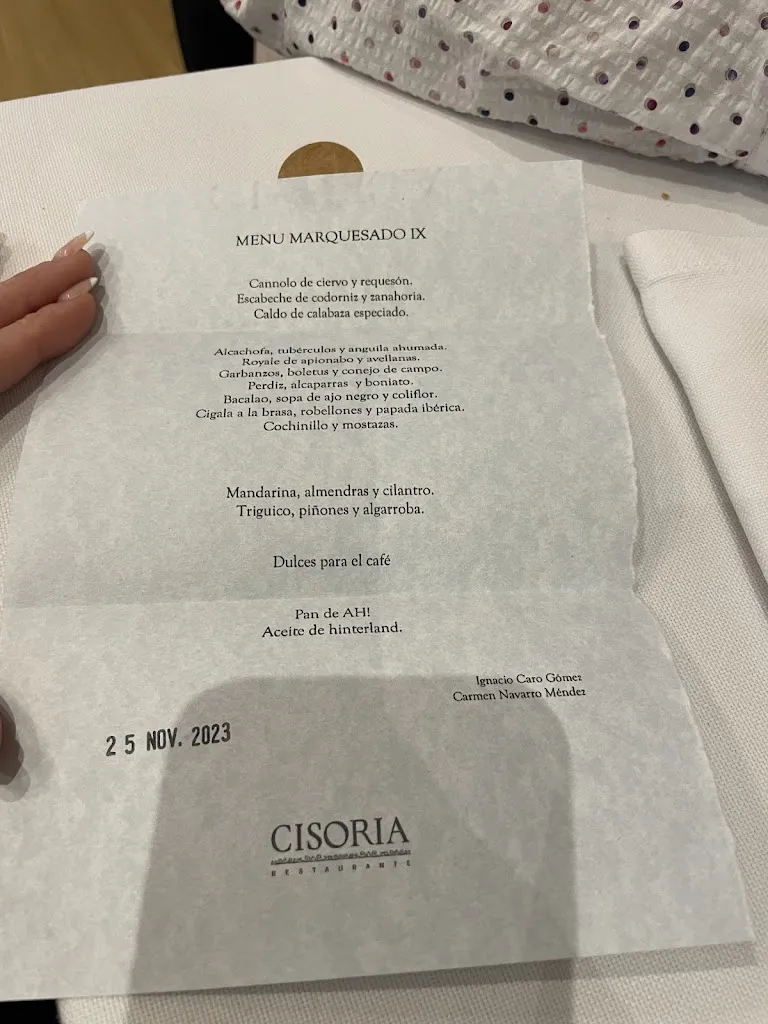 MENU MARQUESADO IX
Cannolo de ciervo y requesón.
Escabeche de codorniz y zanahoria.
Caldo de calabaza especiado.
Alcachofa, tubérculos y anguila ahumada.
Royale de apionabo y avellanas.
Garbanzos, boletus y conejo de campo.
Perdiz, alcaparras y boniato.
Bacalao, sopa de ajo negro y coliflor.
Cigala a la brasa, robellones y papada ibérica.
Cochinillo y mostazas.
Mandarina, almendras y cilantro.
Triguico, piñones y algarroba.
Dulces para el café
Pan de AH!
Aceite de hinterland.
Ignacio Caro Gómez
Carmen Navarro Méndez
25 NOV. 2023
CISORIA
RESTAURANTE